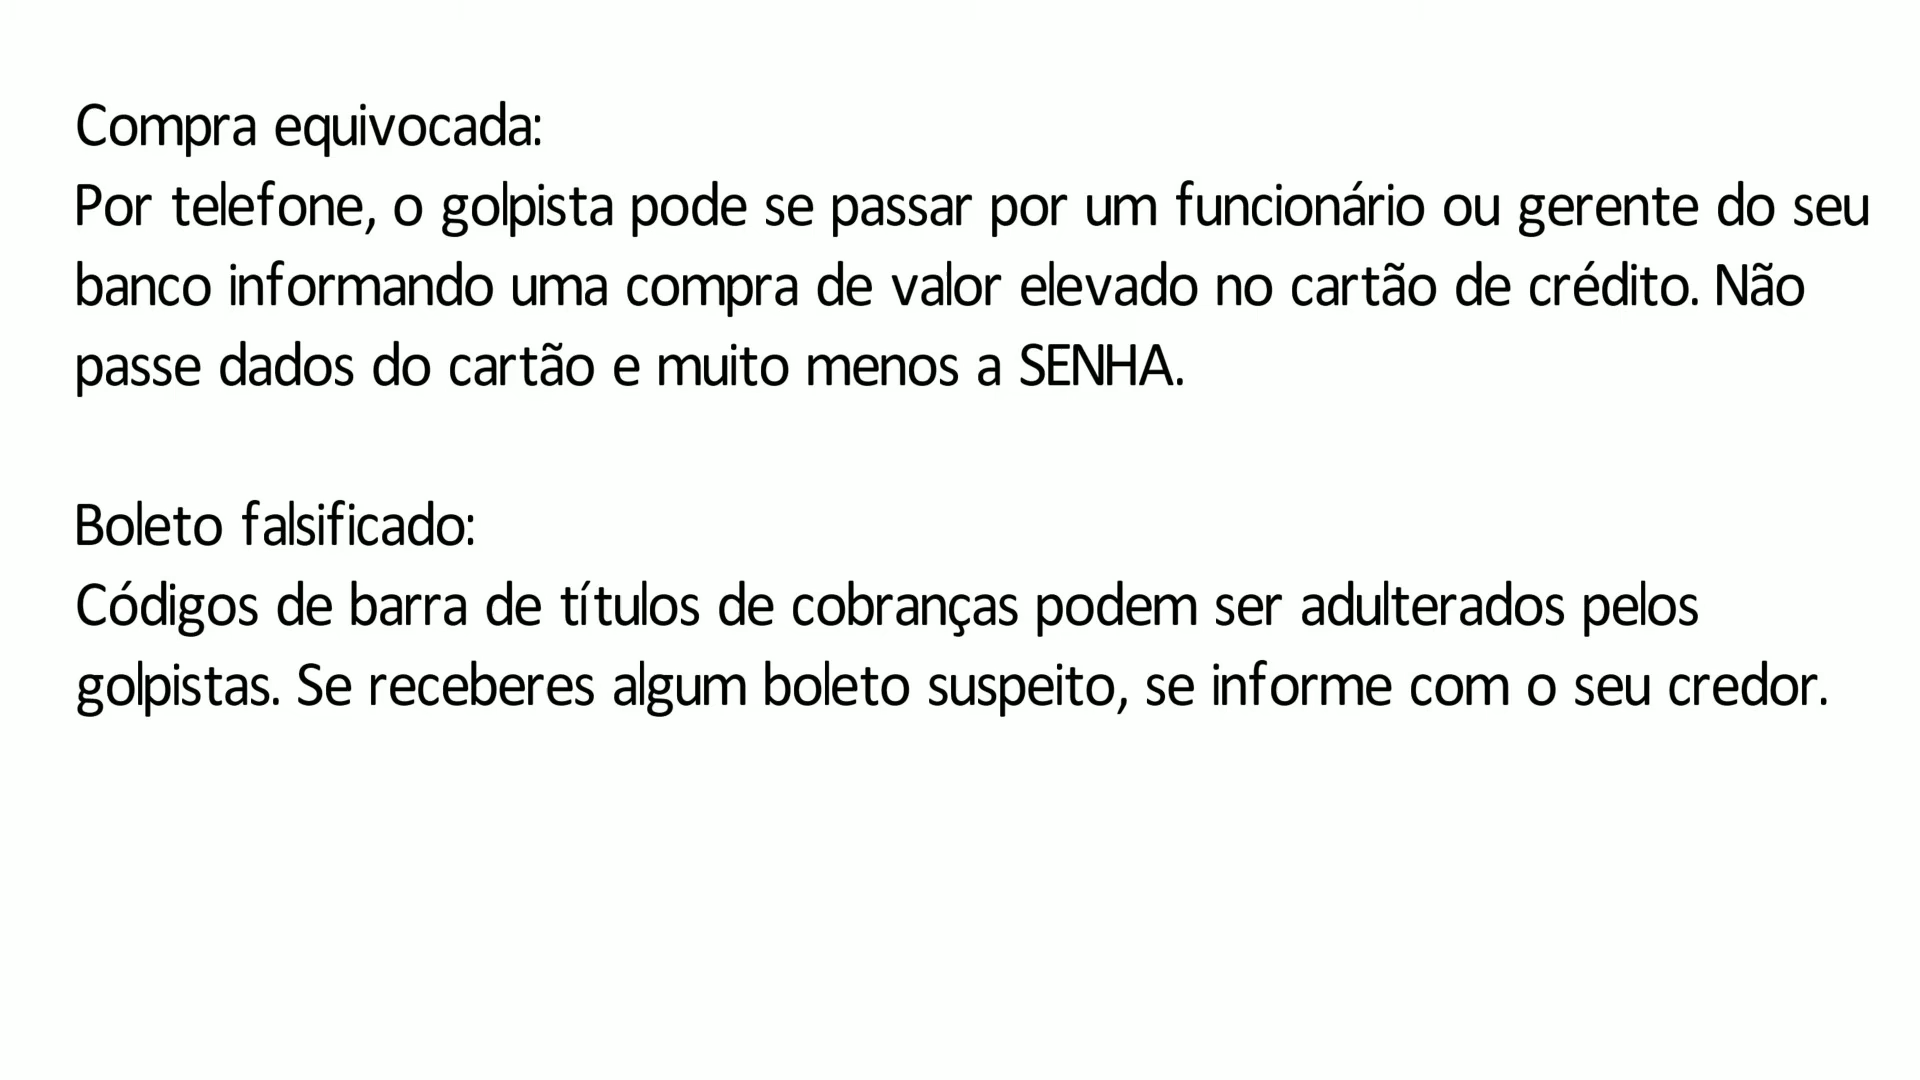 Compra equivocada:
Por telefone, o golpista pode se passar por um funcionário ou gerente do seu
banco informando uma compra de valor elevado no cartão de crédito. Não
passe dados do cartão e muito menos a SENHA.
Boleto falsificado:
Códigos de barra de títulos de cobranças podem ser adulterados pelos
golpistas. Se receberes algum boleto suspeito, se informe com o seu credor.